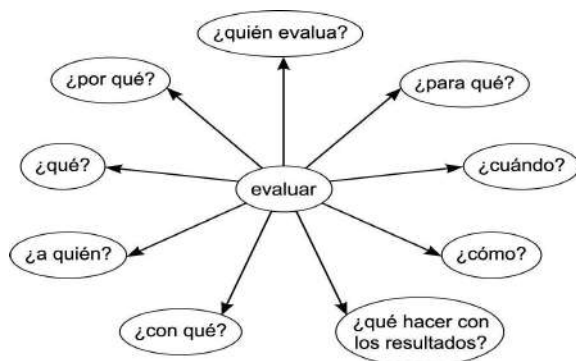 ¿quién evalua?
¿por qué?
¿para qué?
¿qué?
¿cuándo?
evaluar
¿a quién?
¿cómo?
¿con qué?
¿qué hacer con
los resultados?